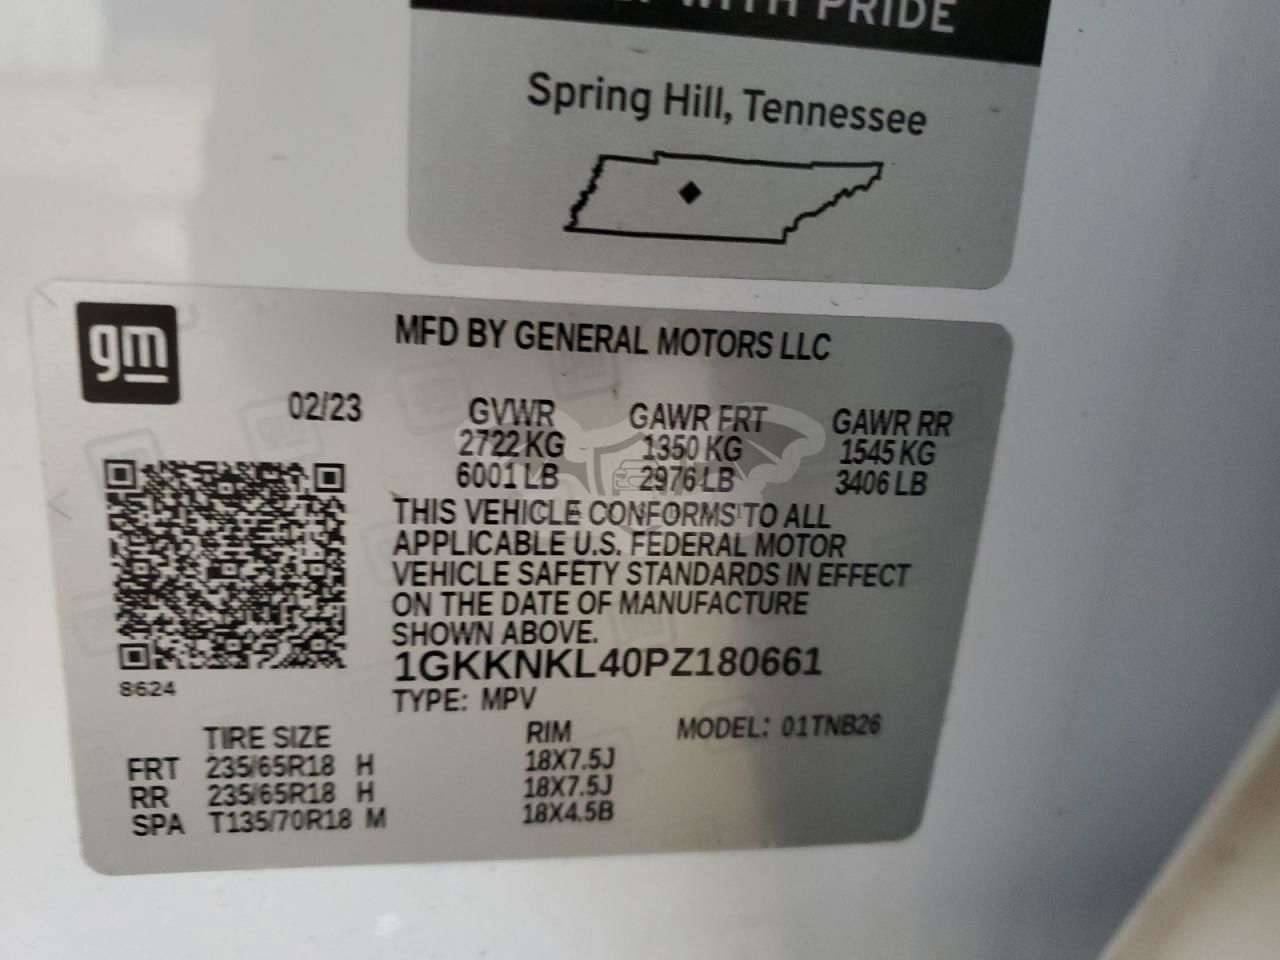 WITH PRIDE
Spring Hill, Tennessee
gm
MFD BY GENERAL MOTORS LLC
02/23 GVWR GAWR FRT GAWR RR
2722 KG 1350 KG 1545 KG
6001 LB 2976 LB 3406 LB
THIS VEHICLE CONFORMS TO ALL
APPLICABLE U.S. FEDERAL MOTOR
VEHICLE SAFETY STANDARDS IN EFFECT
ON THE DATE OF MANUFACTURE
SHOWN ABOVE.
1GKKNKL40PZ180661
8624
TYPE: MPV
TIRE SIZE RIM MODEL: 01TNB26
FRT 235/65R18 H 18X7.5J
RR 235/65R18 H 18X7.5J
SPA T135/70R18 M 18X4.5B